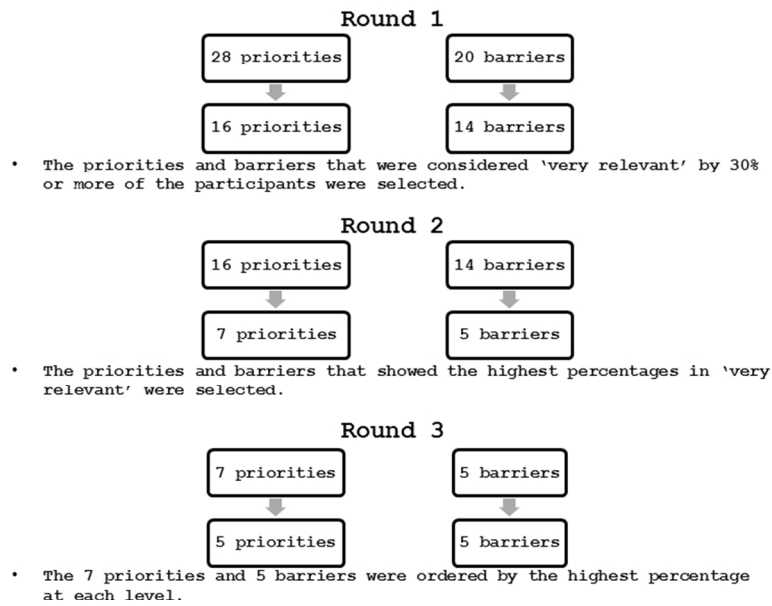 Round 1
28 priorities 20 barriers
16 priorities 14 barriers
• The priorities and barriers that were considered ‘very relevant’ by 30%
or more of the participants were selected.
Round 2
16 priorities 14 barriers
7 priorities 5 barriers
• The priorities and barriers that showed the highest percentages in ‘very
relevant’ were selected.
Round 3
7 priorities 5 barriers
5 priorities 5 barriers
• The 7 priorities and 5 barriers were ordered by the highest percentage
at each level.